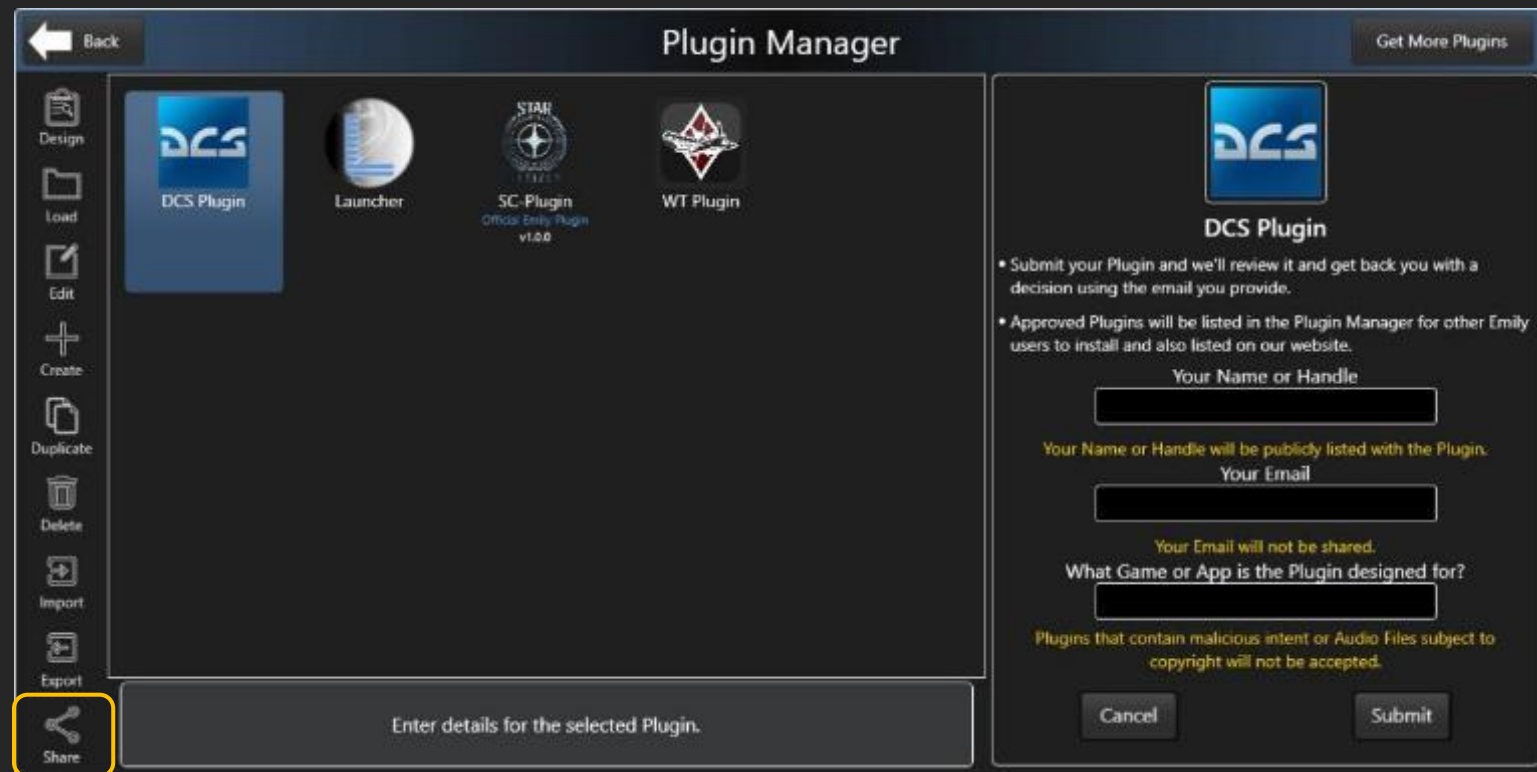 Back
Plugin Manager
Get More Plugins
Design
Load
Edit
Create
Duplicate
Delete
Import
Export
Share
DCS
DCS Plugin
Launcher
STAR
SC-Plugin
Official Emily Plugin
v1.0.0
WT Plugin
Enter details for the selected Plugin.
DCS
DCS Plugin
• Submit your Plugin and we'll review it and get back you with a
decision using the email you provide.
• Approved Plugins will be listed in the Plugin Manager for other Emily
users to install and also listed on our website.
Your Name or Handle
Your Name or Handle will be publicly listed with the Plugin.
Your Email
Your Email will not be shared.
What Game or App is the Plugin designed for?
Plugins that contain malicious intent or Audio Files subject to
copyright will not be accepted.
Cancel
Submit